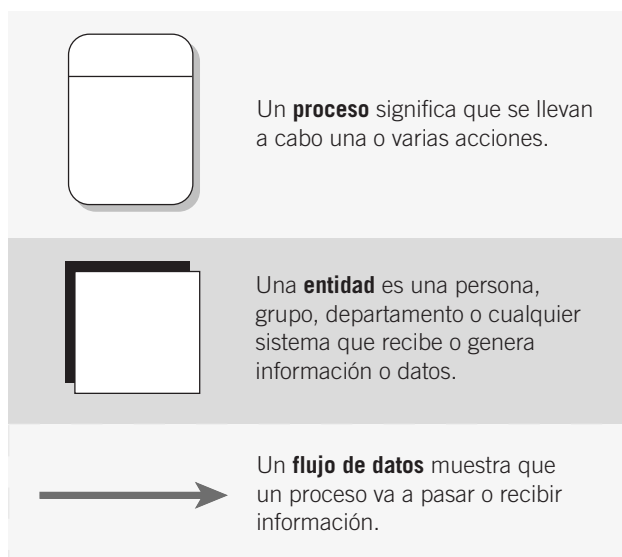 Un proceso significa que se llevan
a cabo una o varias acciones.
Una entidad es una persona,
grupo, departamento o cualquier
sistema que recibe o genera
información o datos.
Un flujo de datos muestra que
un proceso va a pasar o recibir
información.